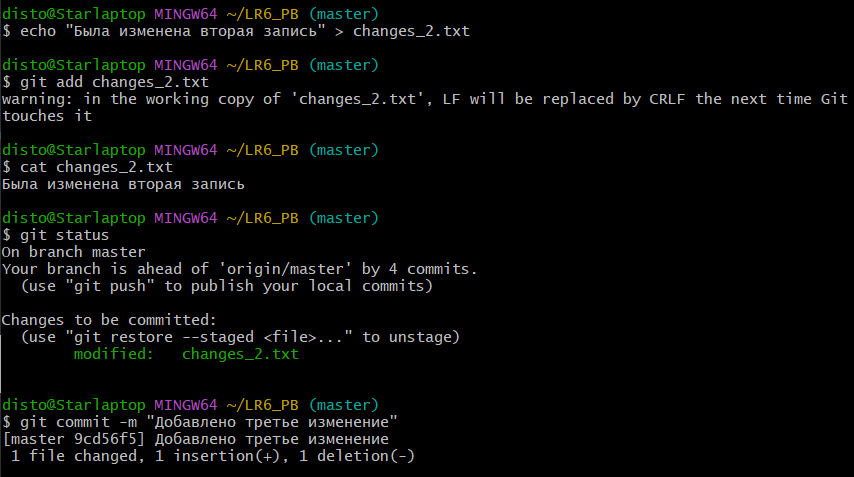 disto@Starlaptop MINGW64 ~/LR6_PB (master)
$ echo "Была изменена вторая запись" > changes_2.txt
disto@Starlaptop MINGW64 ~/LR6_PB (master)
$ git add changes_2.txt
warning: in the working copy of 'changes_2.txt', LF will be replaced by CRLF the next time Git
touches it
disto@Starlaptop MINGW64 ~/LR6_PB (master)
$ cat changes_2.txt
Была изменена вторая запись
disto@Starlaptop MINGW64 ~/LR6_PB (master)
$ git status
On branch master
Your branch is ahead of 'origin/master' by 4 commits.
  (use "git push" to publish your local commits)
Changes to be committed:
  (use "git restore --staged <file>..." to unstage)
        modified:   changes_2.txt
disto@Starlaptop MINGW64 ~/LR6_PB (master)
$ git commit -m "Добавлено третье изменение"
[master 9cd56f5] Добавлено третье изменение
 1 file changed, 1 insertion(+), 1 deletion(-)